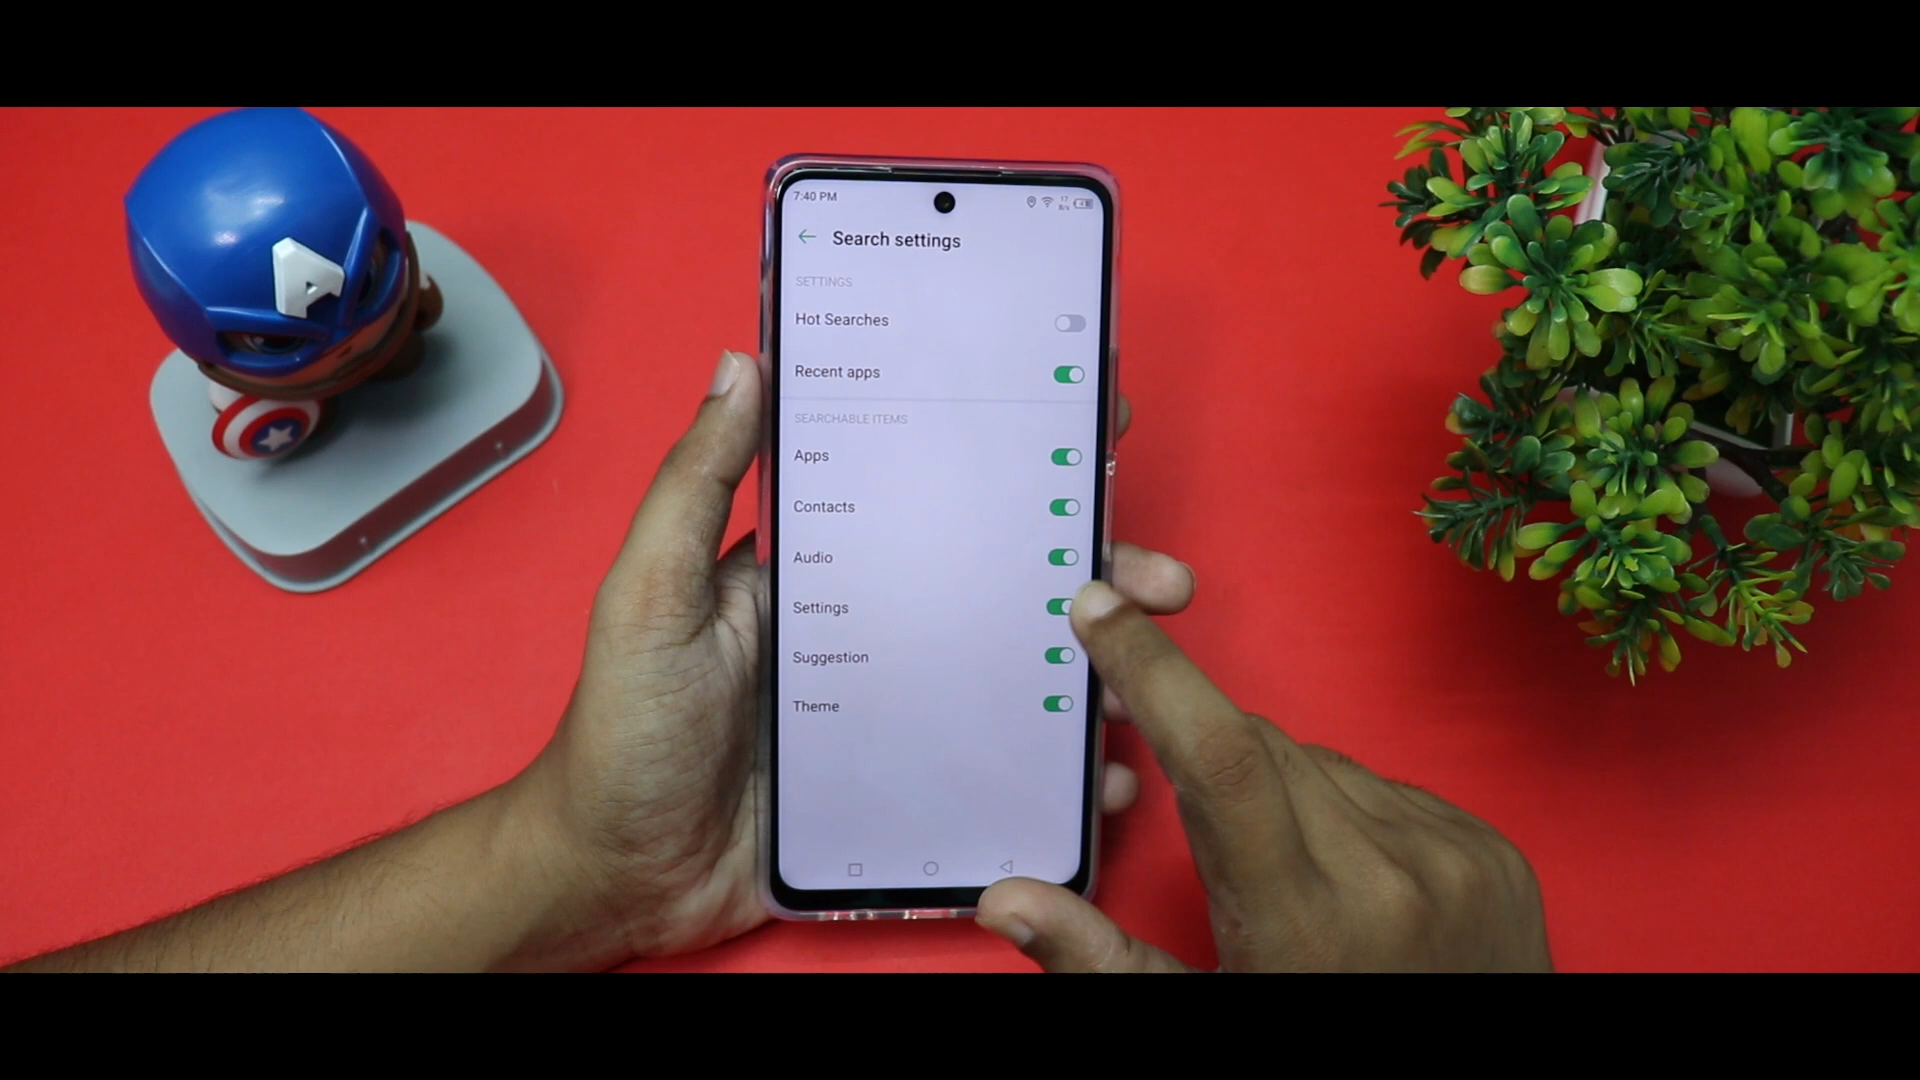 7:40 PM
Search settings
SETTINGS
Hot Searches
Recent apps
SEARCHABLE ITEMS
Apps
Contacts
Audio
Settings
Suggestion
Theme
A